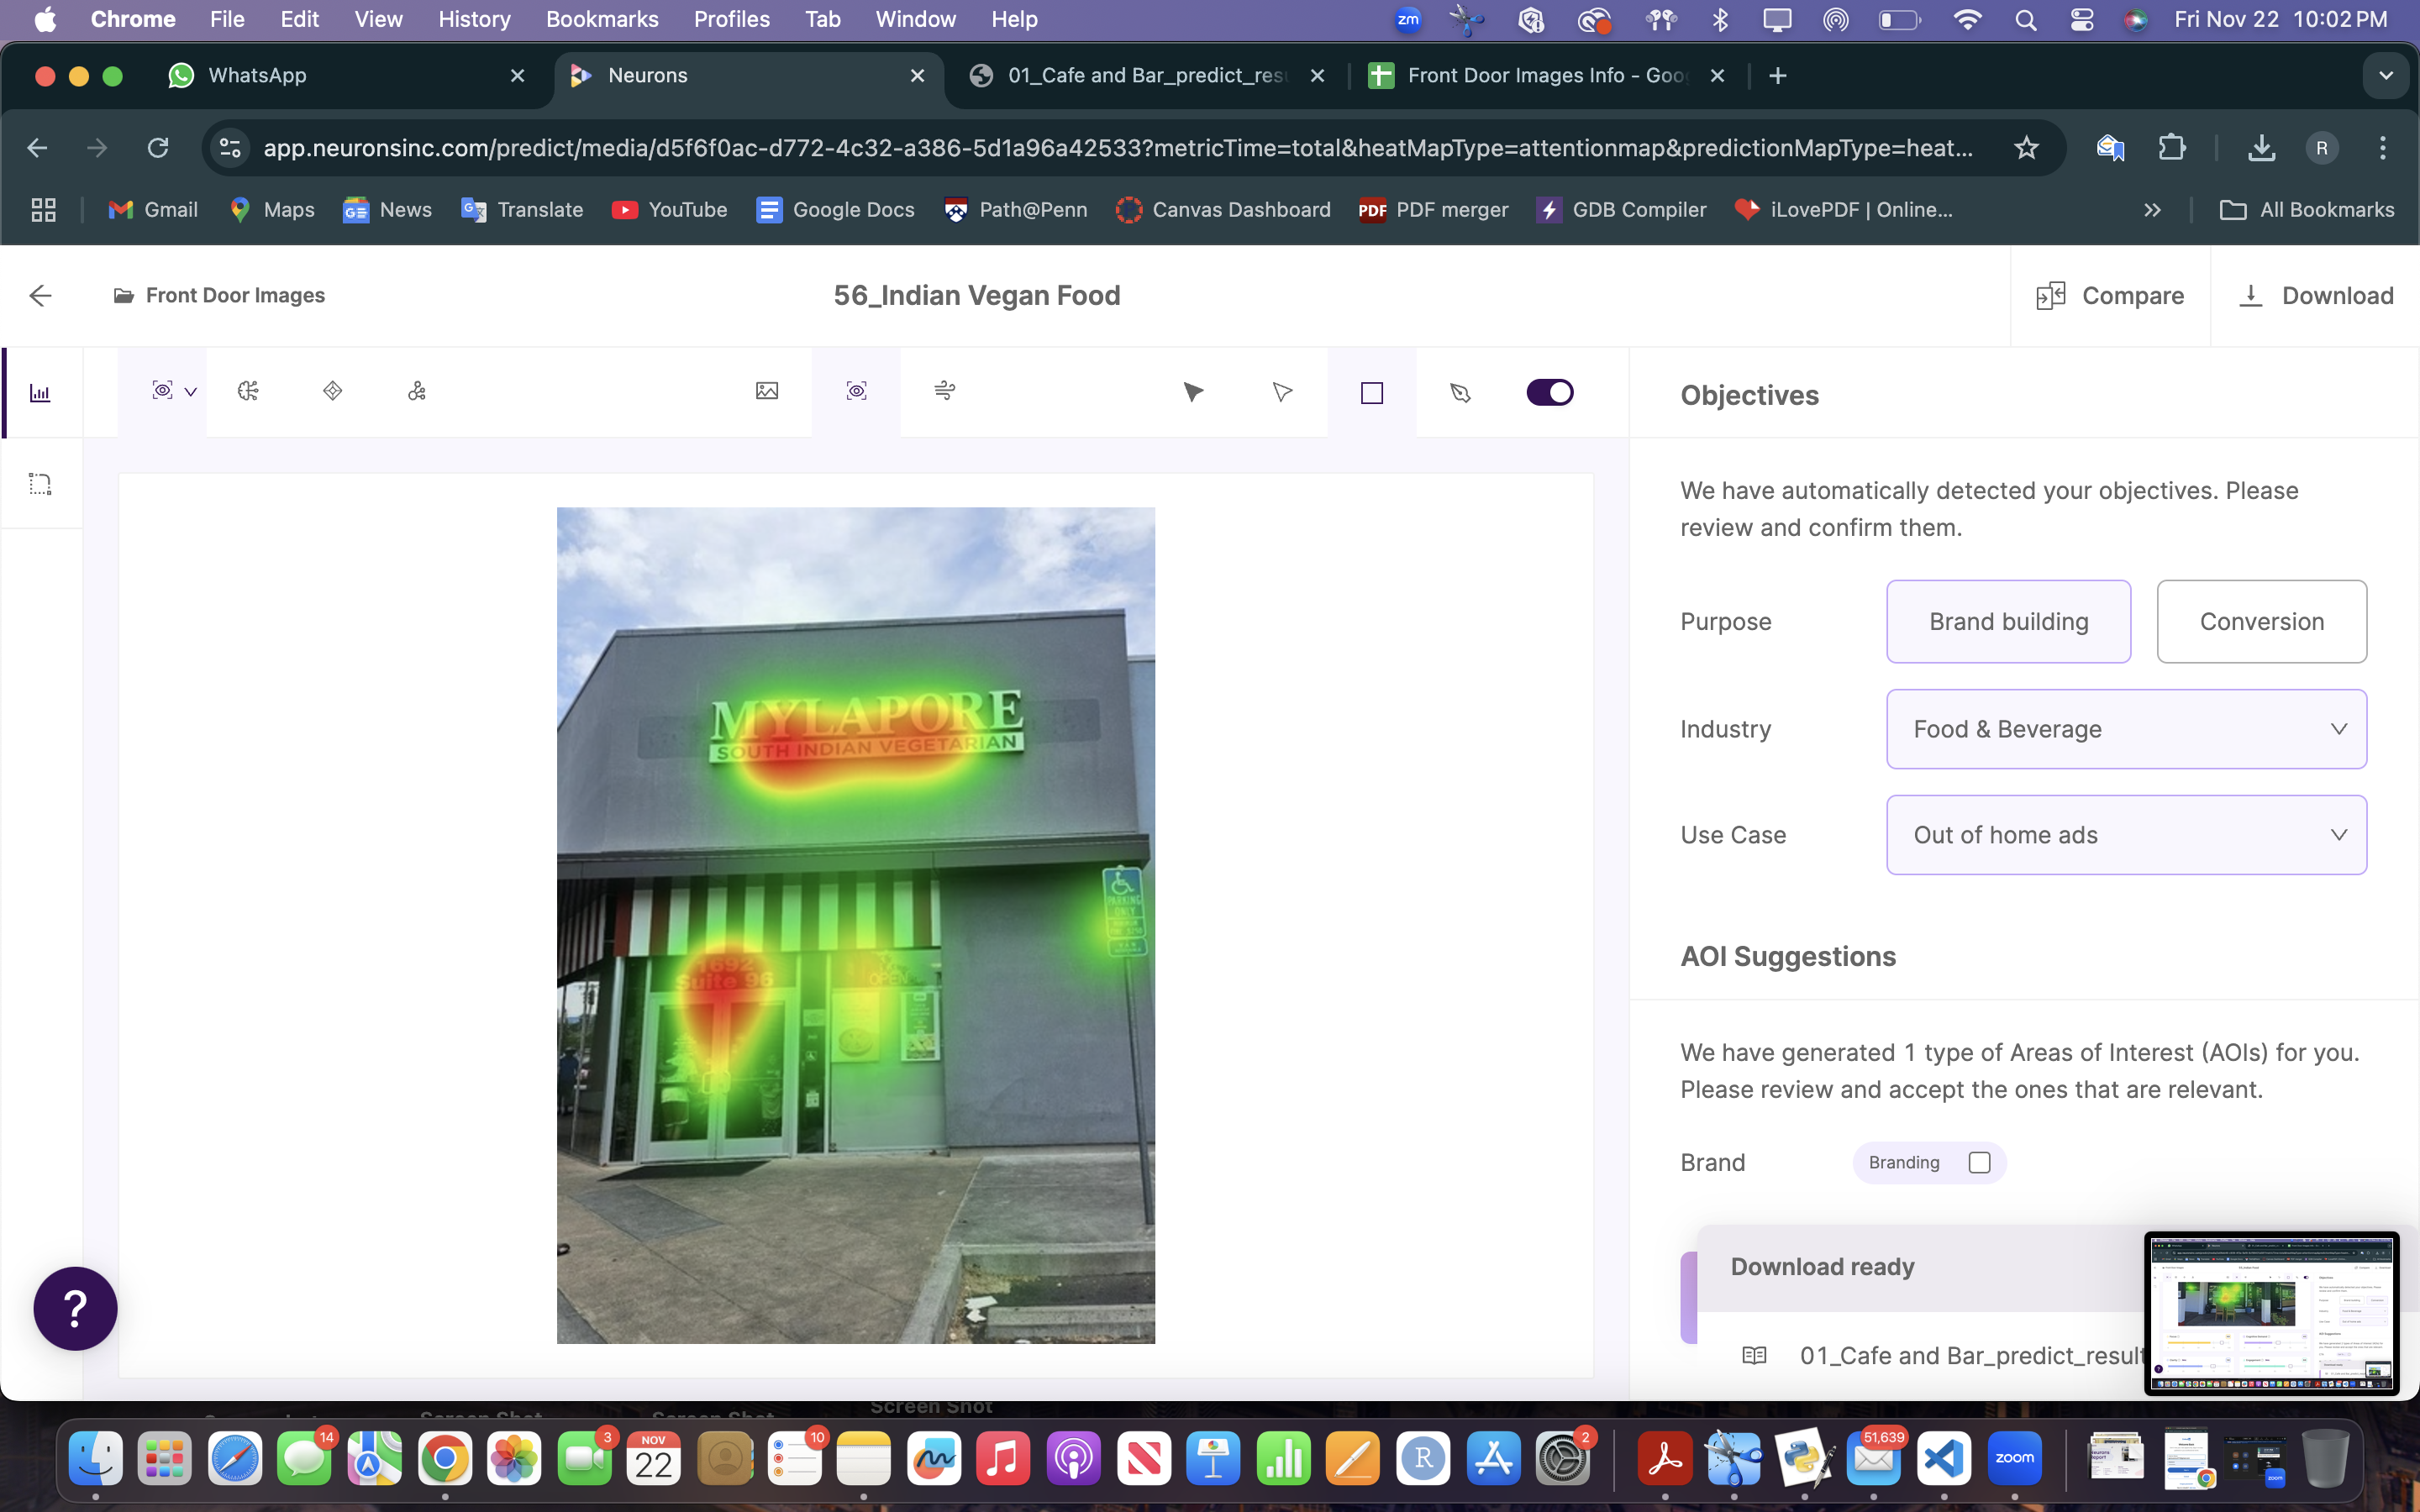 Chrome File Edit View History Bookmarks Profiles Tab Window Help
zm
Fri Nov 22 10:02 PM
WhatsApp
Neurons
01_Cafe and Bar_predict_resu
Front Door Images Info - Goo
app.neuronsinc.com/predict/media/d5f6f0ac-d772-4c32-a386-5d1a96a42533?metricTime=total&heatMapType=attentionmap&predictionMapType=heat...
R
Gmail Maps News Translate YouTube Google Docs Path@Penn Canvas Dashboard PDF PDF merger GDB Compiler iLovePDF | Online... All Bookmarks
Front Door Images
56_Indian Vegan Food
Compare
Download
MYLAPORE
SOUTH INDIAN VEGETARIAN
PARKING
ONLY
1692
Suite 96
OPEN
Objectives
We have automatically detected your objectives. Please
review and confirm them.
Purpose
Brand building
Conversion
Industry
Food & Beverage
Use Case
Out of home ads
AOI Suggestions
We have generated 1 type of Areas of Interest (AOIs) for you.
Please review and accept the ones that are relevant.
Brand
Branding
Download ready
01_Cafe and Bar_predict_result
?
Screen Shot
14
3
NOV
22
10
R
2
51,639
zoom